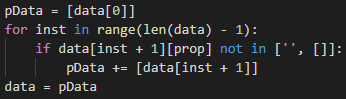 pData = [data[0]]
for inst in range(len(data) - 1):
    if data[inst + 1][prop] not in ['', []]:
        pData += [data[inst + 1]]
data = pData